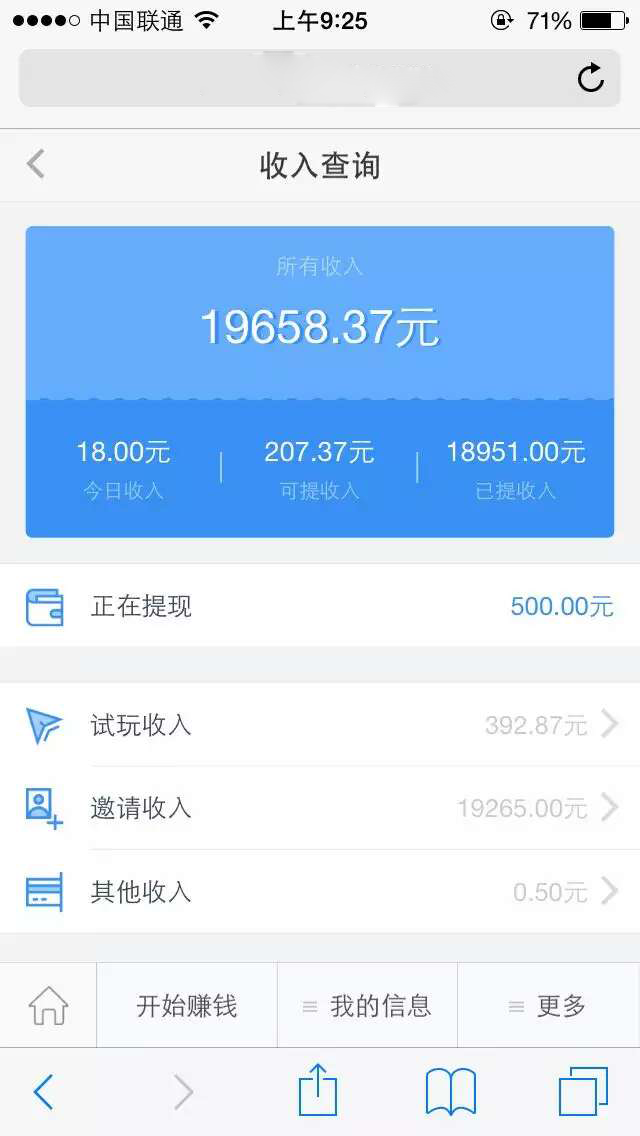 中国联通 上午9:25 71%
收入查询
所有收入
19658.37元
18.00元 207.37元 18951.00元
今日收入 可提收入 已提收入
正在提现 500.00元
试玩收入 392.87元
邀请收入 19265.00元
其他收入 0.50元
开始赚钱 我的信息 更多